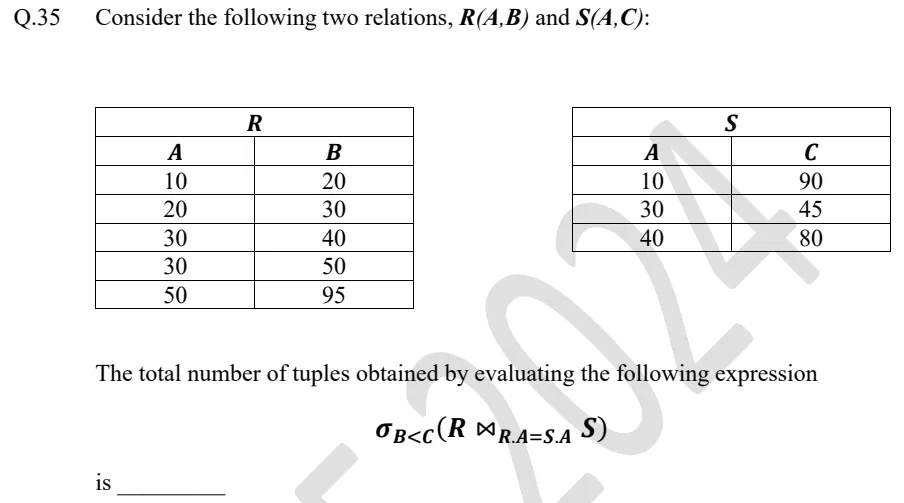 Q.35 Consider the following two relations, R(A,B) and S(A,C):
R
A B
10 20
20 30
30 40
30 50
50 95
S
A C
10 90
30 45
40 80
The total number of tuples obtained by evaluating the following expression
σB<C(R ⋈R.A=S.A S)
is _________
2024